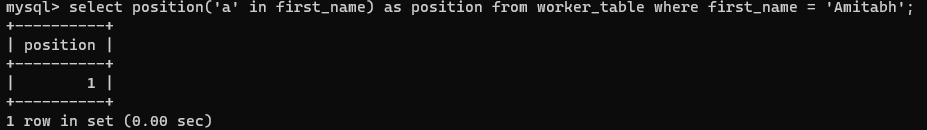 mysql> select position('a' in first_name) as position from worker_table where first_name = 'Amitabh';
+----------+
| position |
+----------+
|        1 |
+----------+
1 row in set (0.00 sec)